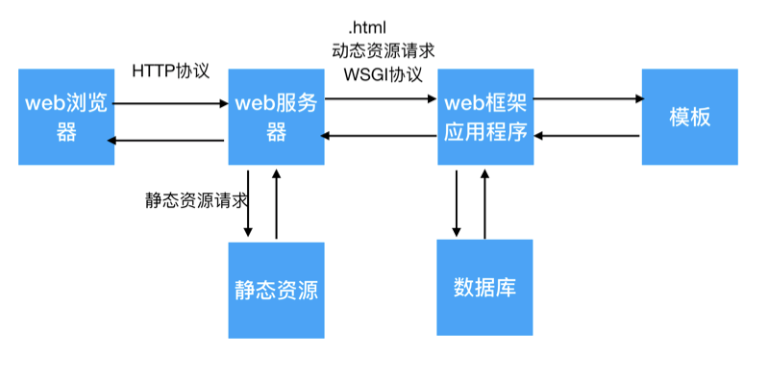 .html
动态资源请求
WSGI协议
HTTP协议
web浏览
器
web服务
器
web框架
应用程序
模板
静态资源请求
静态资源
数据库